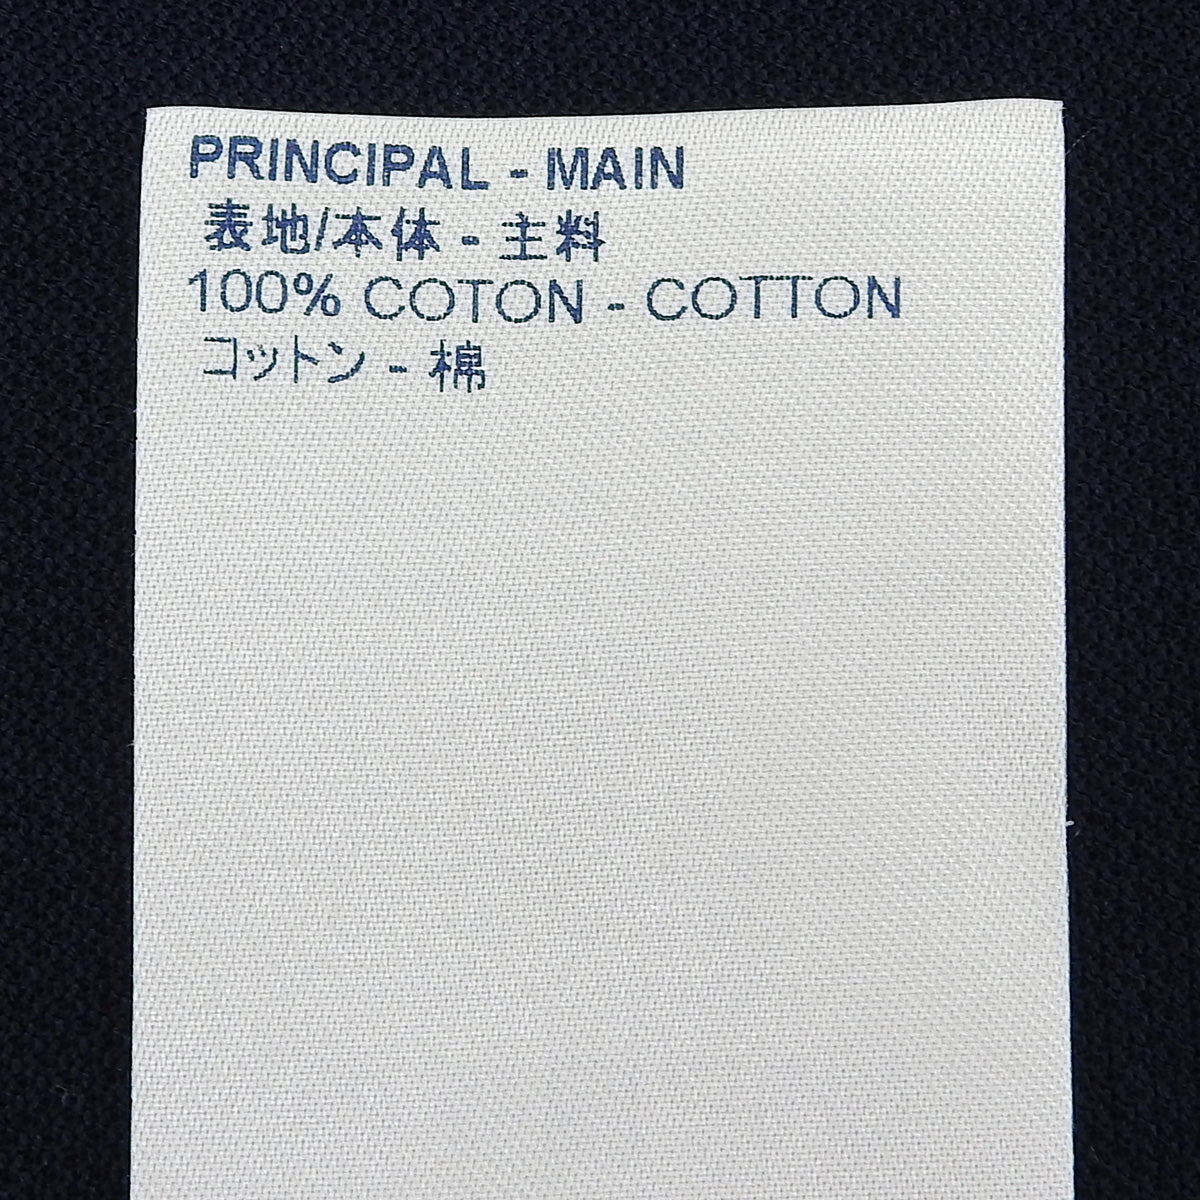 PRINCIPAL - MAIN
表地/本体 - 主料
100% COTON - COTTON
コットン - 棉